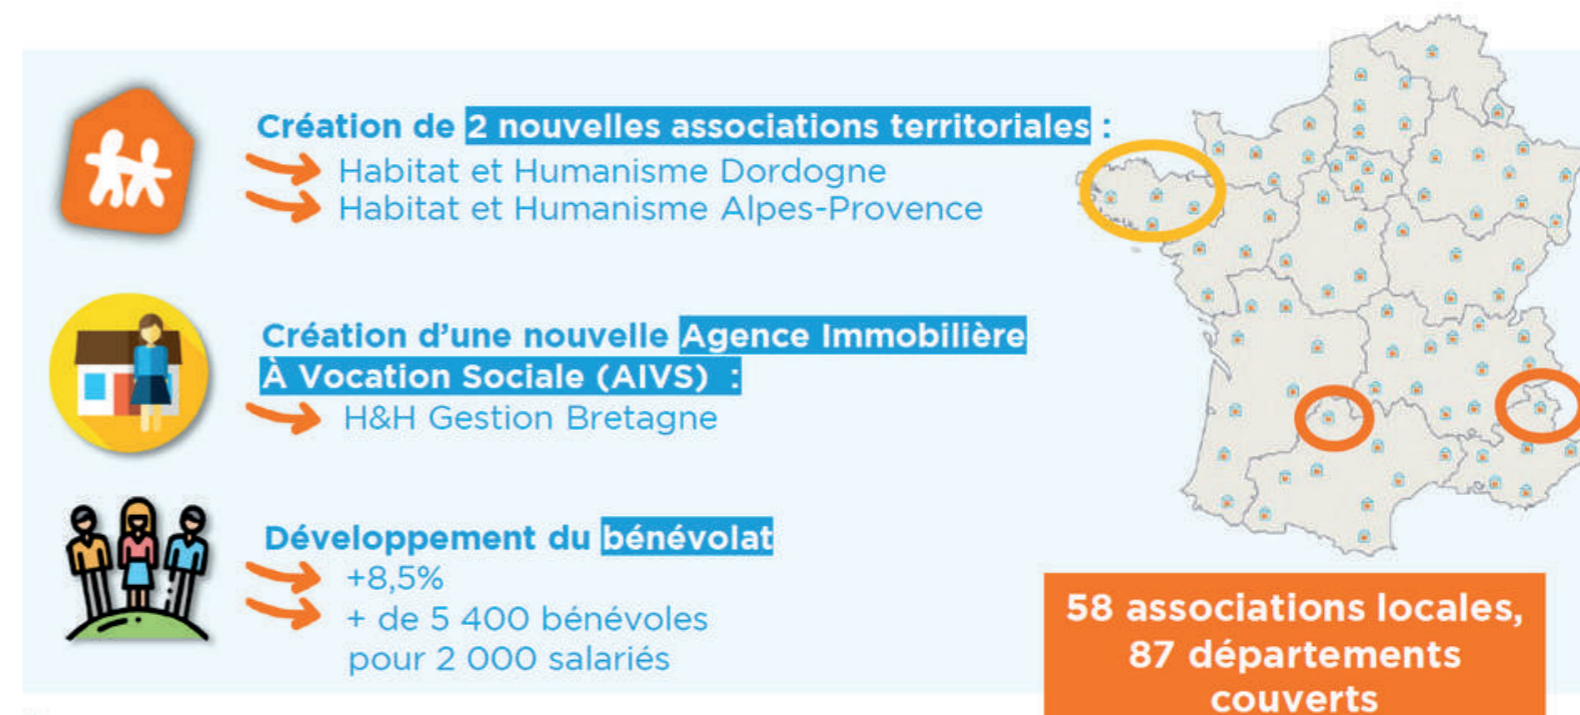 Création de 2 nouvelles associations territoriales :
Habitat et Humanisme Dordogne
Habitat et Humanisme Alpes-Provence
Création d'une nouvelle Agence Immobilière
À Vocation Sociale (AIVS) :
H&H Gestion Bretagne
Développement du bénévolat
+8,5%
+ de 5 400 bénévoles
pour 2 000 salariés
58 associations locales,
87 départements
couverts